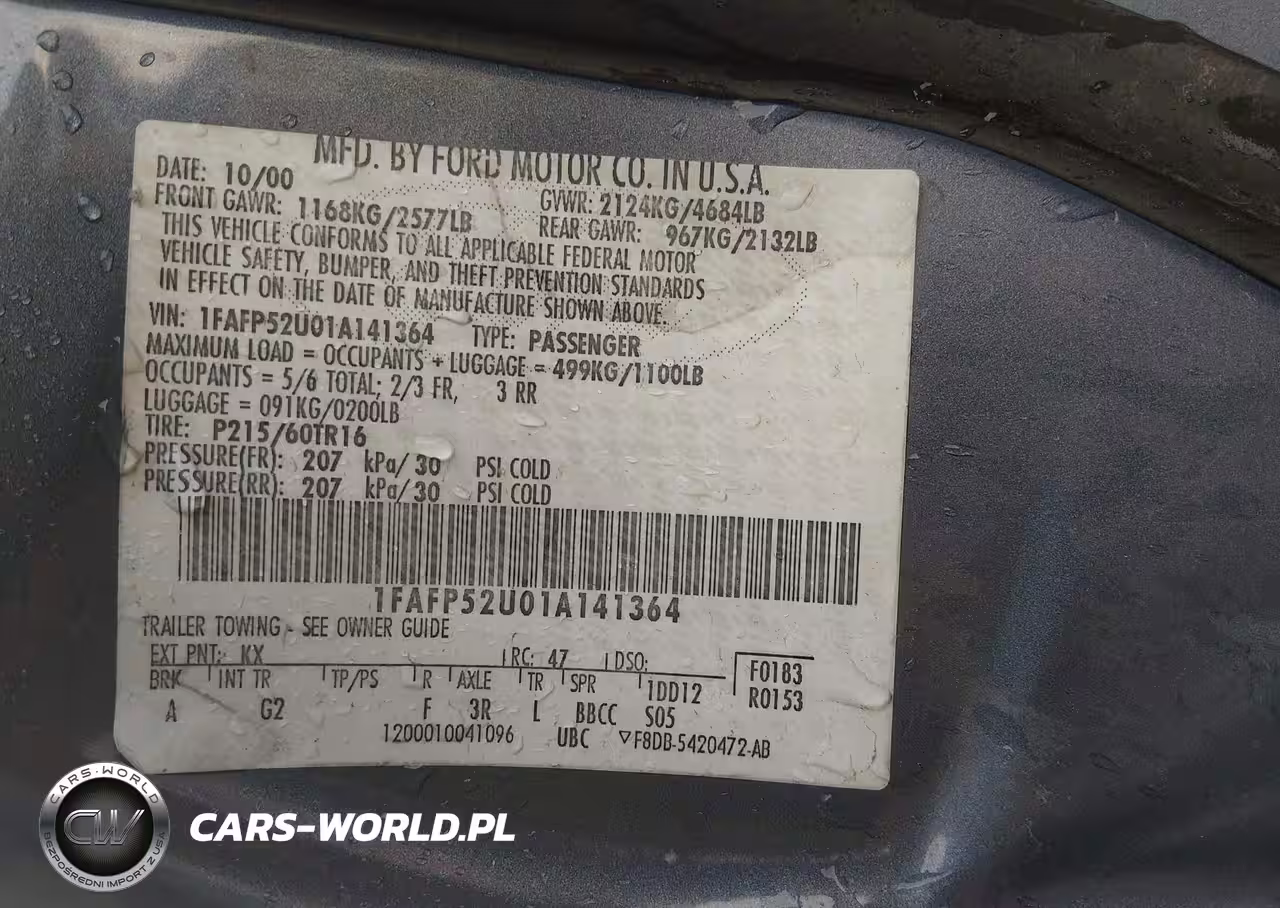 MFD. BY FORD MOTOR CO. IN U.S.A.
DATE: 10/00 GVWR: 2124KG/4684LB
FRONT GAWR: 1168KG/2577LB REAR GAWR: 967KG/2132LB
THIS VEHICLE CONFORMS TO ALL APPLICABLE FEDERAL MOTOR
VEHICLE SAFETY, BUMPER, AND THEFT PREVENTION STANDARDS
IN EFFECT ON THE DATE OF MANUFACTURE SHOWN ABOVE.
VIN: 1FAFP52U01A141364 TYPE: PASSENGER
MAXIMUM LOAD = OCCUPANTS + LUGGAGE = 499KG/1100LB
OCCUPANTS = 5/6 TOTAL; 2/3 FR, 3 RR
LUGGAGE = 091KG/0200LB
TIRE: P215/60TR16
PRESSURE(FR): 207 kPa/ 30 PSI COLD
PRESSURE(RR): 207 kPa/ 30 PSI COLD
1FAFP52U01A141364
TRAILER TOWING - SEE OWNER GUIDE
EXT PNT: KX RC: 47 DSO: F0183
BRK INT TR TP/PS R AXLE TR SPR 1DD12 R0153
A G2 F 3R L BBCC S05
1200010041096 UBC ▽F8DB-5420472-AB
CARS-WORLD
CW
BEZPOŚREDNI IMPORT Z USA
CARS-WORLD.PL